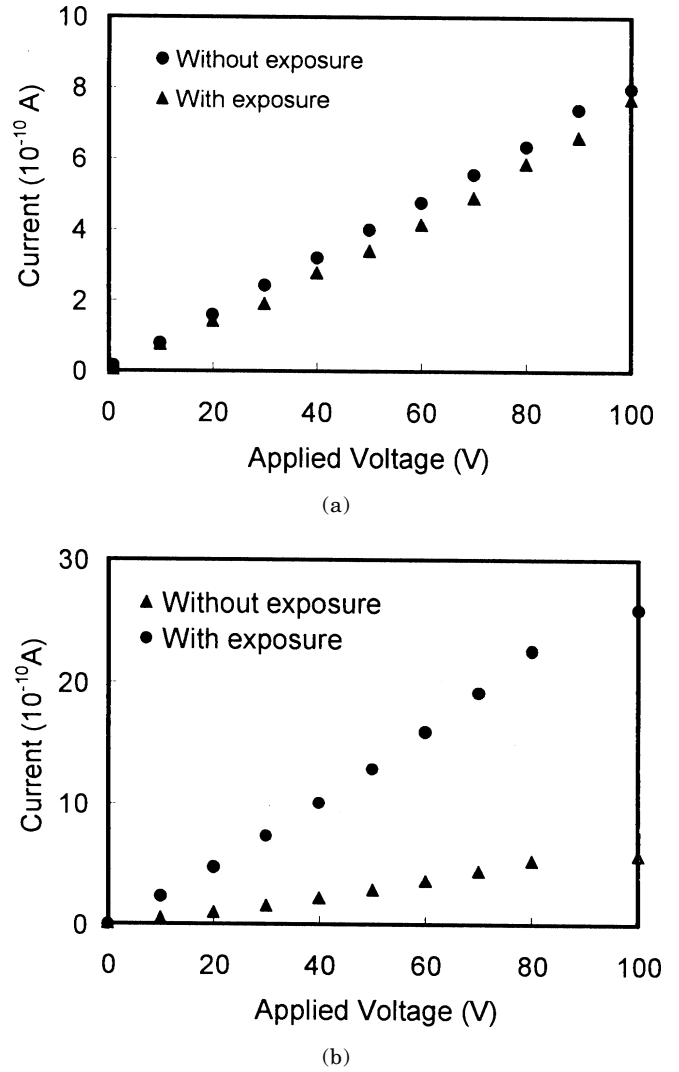 10
8
6
4
2
0
Current (10⁻¹⁰ A)
Without exposure
With exposure
0 20 40 60 80 100
Applied Voltage (V)
(a)
30
20
10
0
Current (10⁻¹⁰A)
Without exposure
With exposure
0 20 40 60 80 100
Applied Voltage (V)
(b)